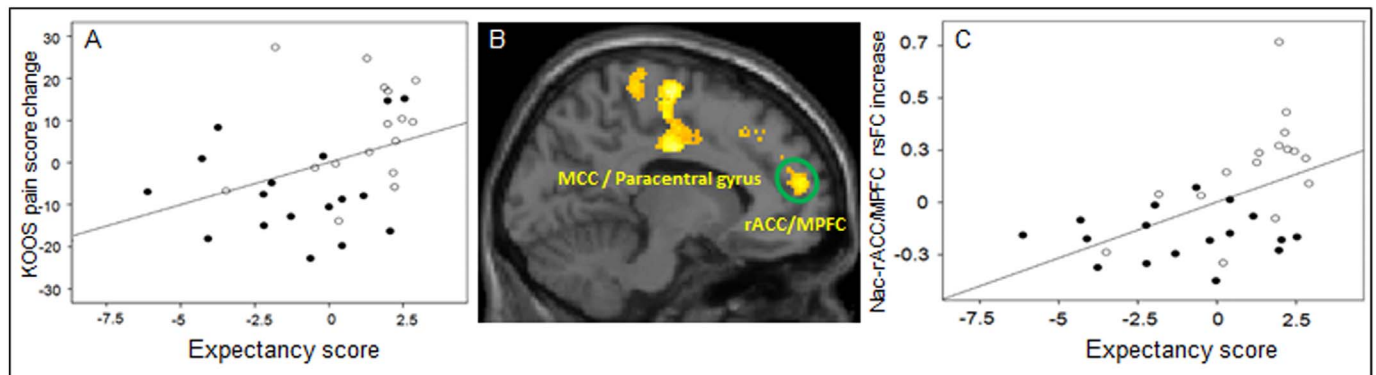 A
KOOS pain score change
30
20
10
0
-10
-20
-30
-7.5
-5
-2.5
0
2.5
Expectancy score
B
MCC / Paracentral gyrus
rACC/MPFC
C
Nac-rACC/MPFC rsFC increase
0.7
0.5
0.3
0
-0.3
-7.5
-5
-2.5
0
2.5
Expectancy score